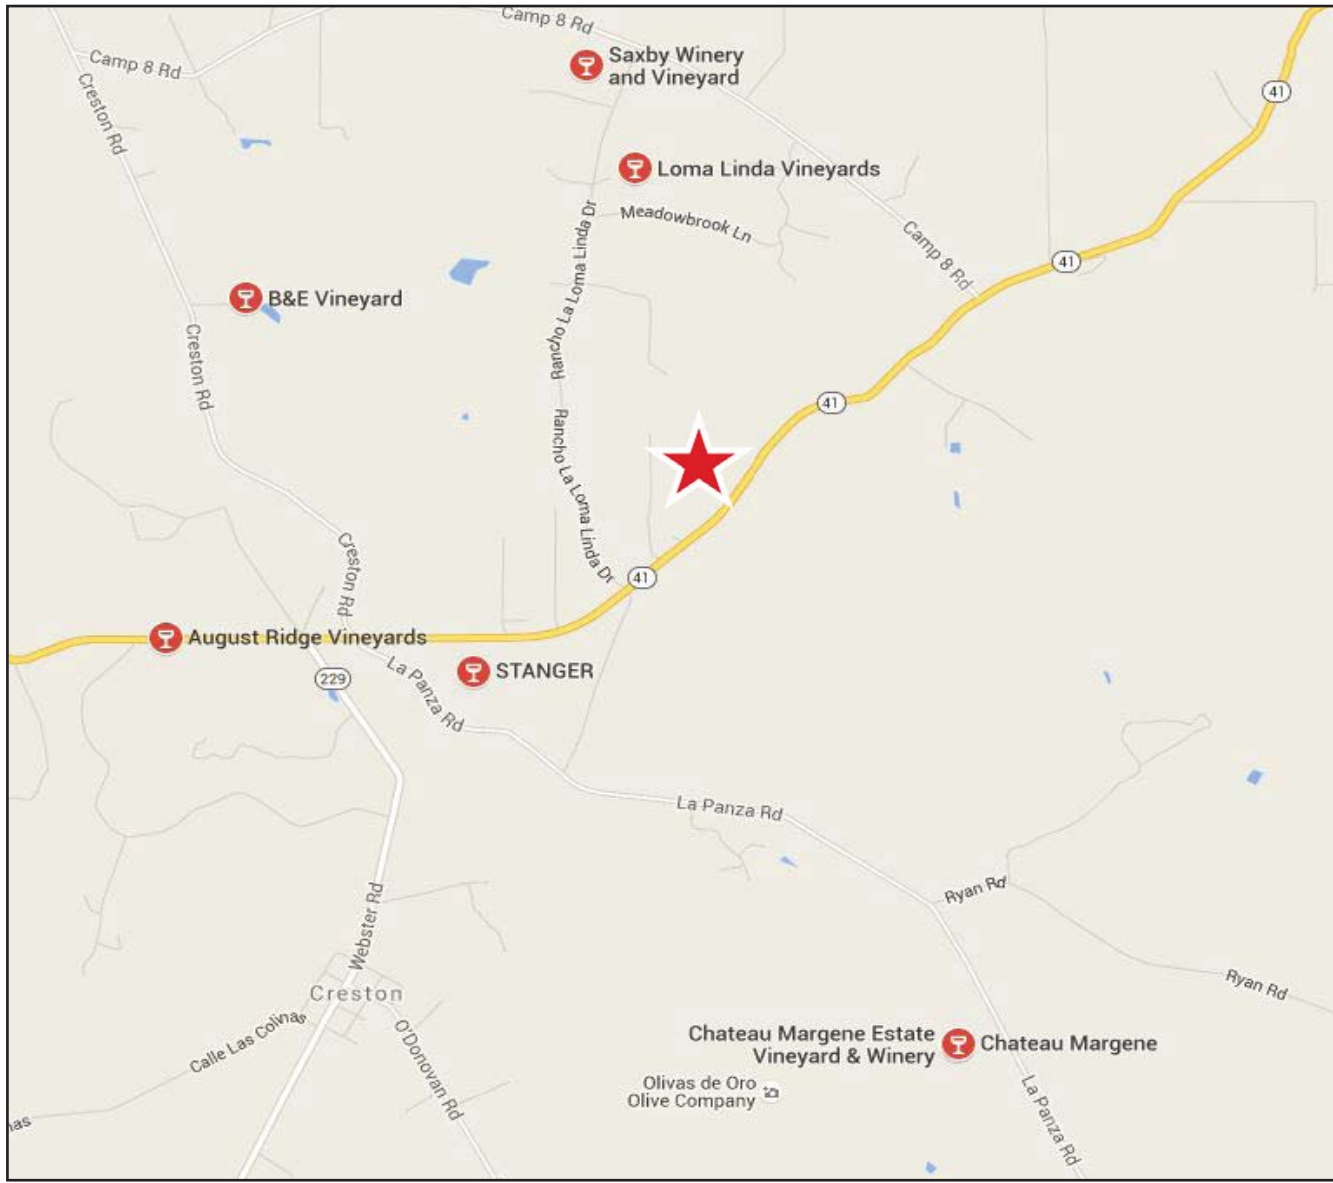 Camp 8 Rd
Saxby Winery
and Vineyard
Camp 8 Rd
41
Creston Rd
Loma Linda Vineyards
Meadowbrook Ln
Rancho La Loma Linda Dr
Camp 8 Rd
41
B&E Vineyard
Creston Rd
41
Rancho La Loma Linda Dr
Creston Rd
41
August Ridge Vineyards
STANGER
229
La Panza Rd
La Panza Rd
Webster Rd
Ryan Rd
Ryan Rd
Creston
Calle Las Colinas
O'Donovan Rd
Chateau Margene Estate
Vineyard & Winery
Chateau Margene
Olivas de Oro
Olive Company
La Panza Rd
nas